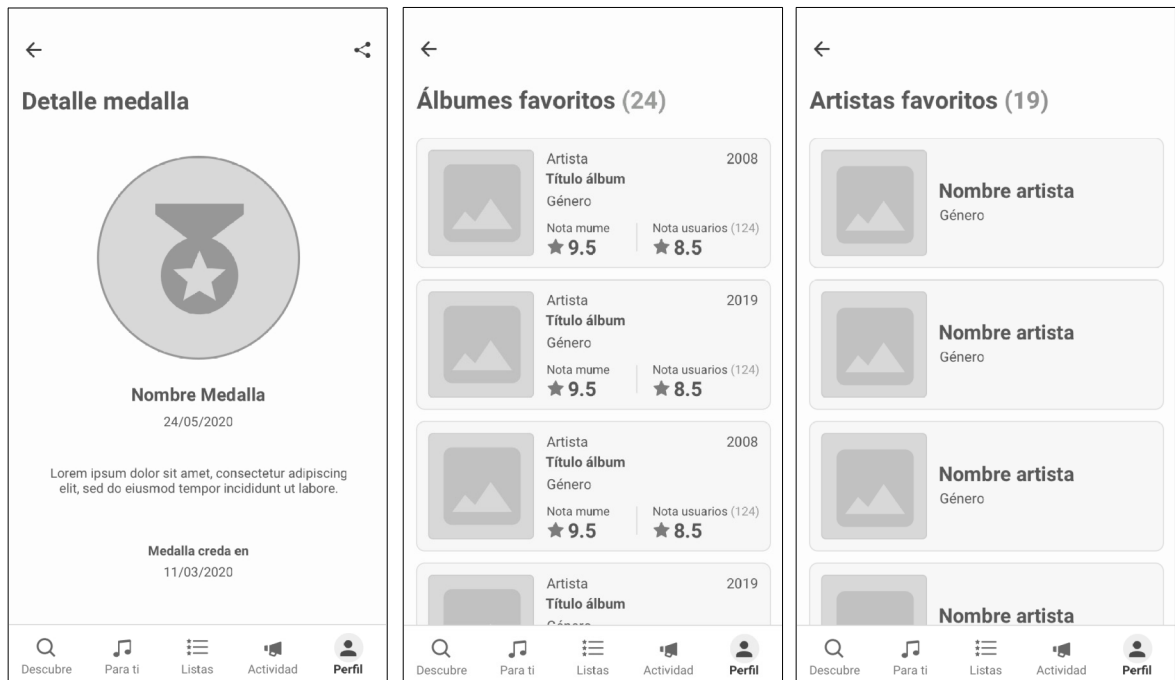 Detalle medalla
Nombre Medalla
24/05/2020
Lorem ipsum dolor sit amet, consectetur adipiscing
elit, sed do eiusmod tempor incididunt ut labore.
Medalla creda en
11/03/2020
Descubre Para ti Listas Actividad Perfil
Álbumes favoritos (24)
Artista 2008
Título álbum
Género
Nota mume Nota usuarios (124)
9.5 8.5
Artista 2019
Título álbum
Género
Nota mume Nota usuarios (124)
9.5 8.5
Artista 2008
Título álbum
Género
Nota mume Nota usuarios (124)
9.5 8.5
Artista 2019
Título álbum
Género
Descubre Para ti Listas Actividad Perfil
Artistas favoritos (19)
Nombre artista
Género
Nombre artista
Género
Nombre artista
Género
Nombre artista
Descubre Para ti Listas Actividad Perfil